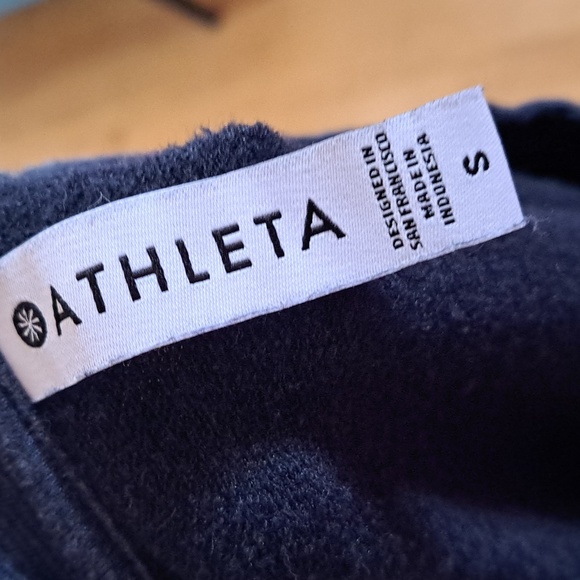 ATHLETA
DESIGNED IN
SAN FRANCISCO
MADE IN
INDONESIA
S